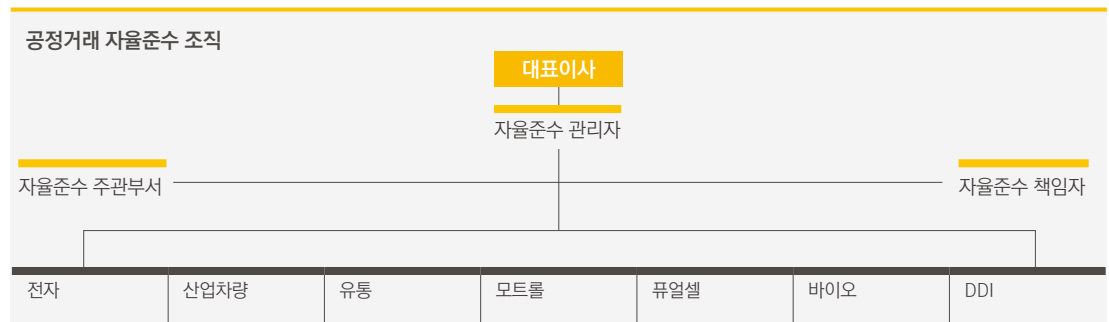 공정거래 자율준수 조직
대표이사
자율준수 관리자
자율준수 주관부서
자율준수 책임자
전자
산업차량
유통
모트롤
퓨얼셀
바이오
DDI